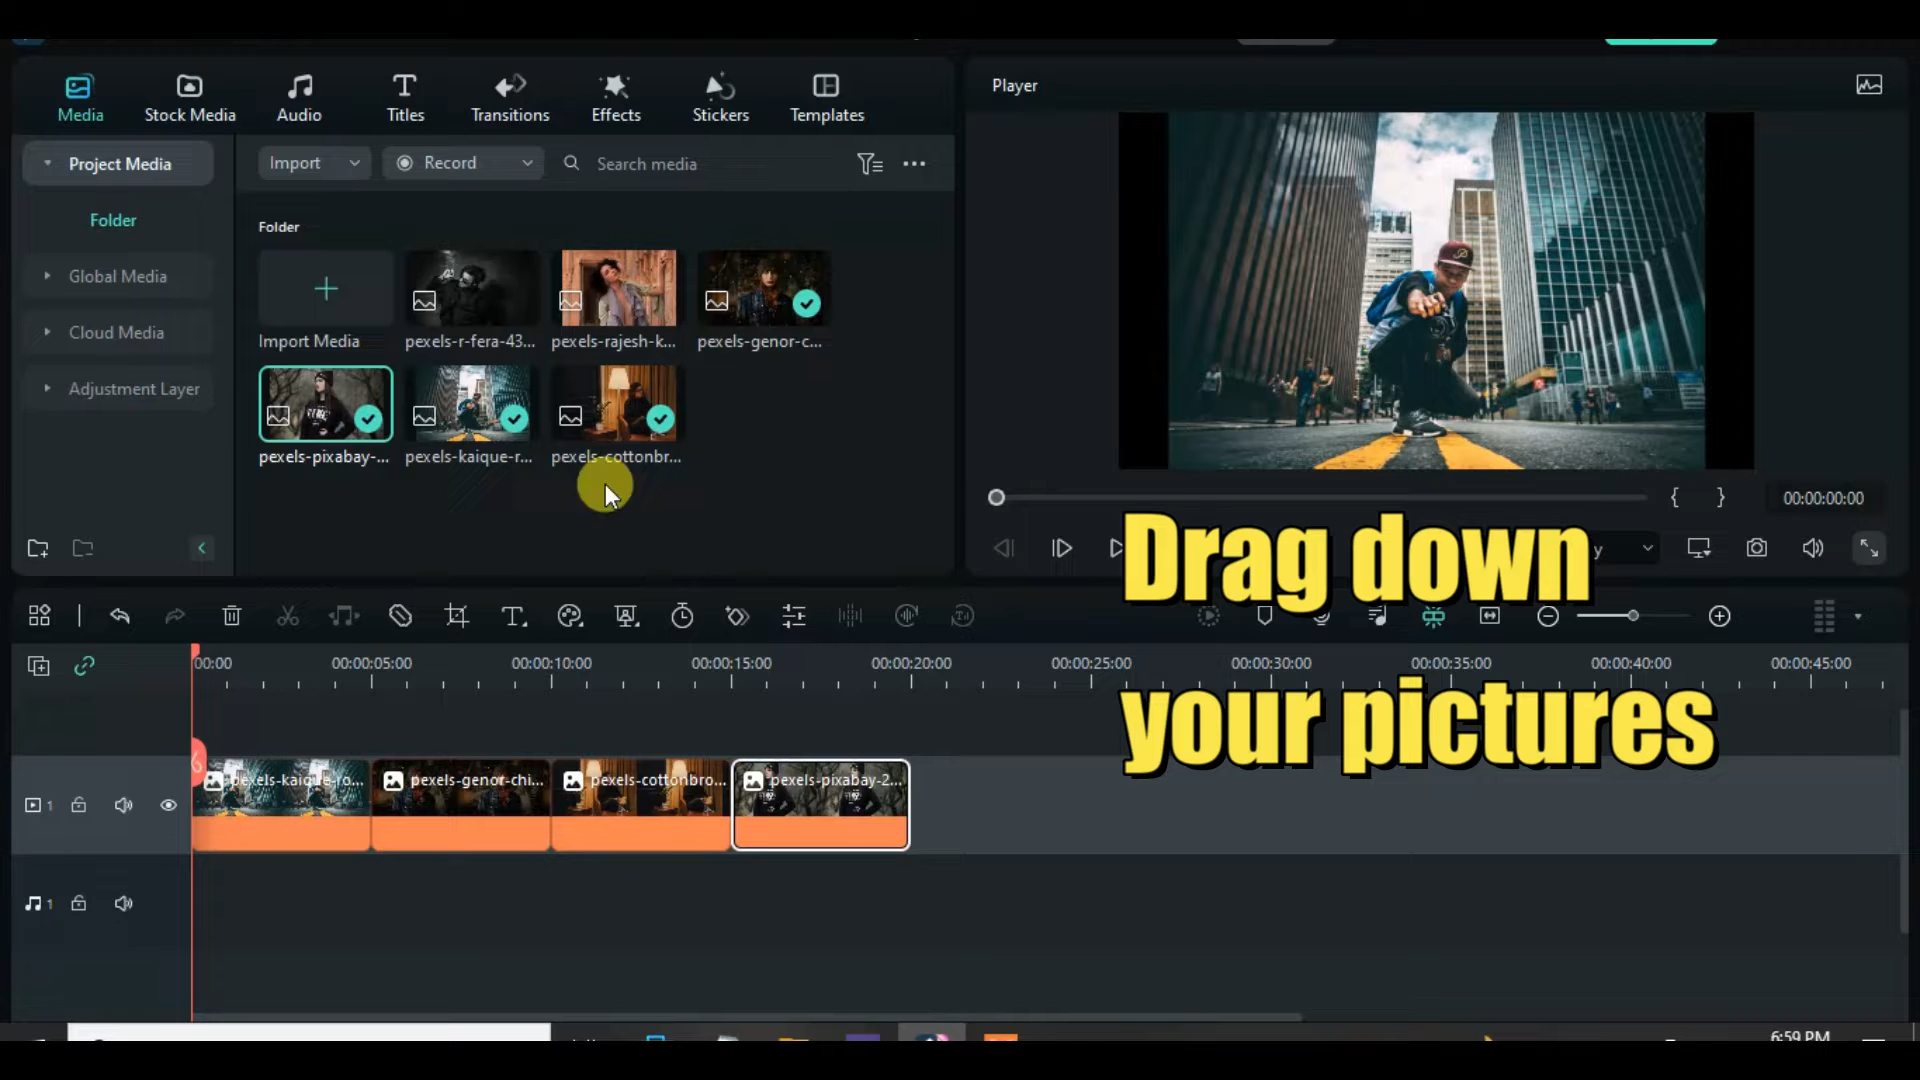 Media
Stock Media
Audio
Titles
Transitions
Effects
Stickers
Templates
Player
Project Media
Import
Record
Search media
Folder
Folder
Global Media
Import Media
pexels-r-fera-43...
pexels-rajesh-k...
pexels-genor-c...
Cloud Media
Adjustment Layer
pexels-pixabay-...
pexels-kaique-r...
pexels-cottonbr...
00:00:00:00
y
Drag down
your pictures
00:00
00:00:05:00
00:00:10:00
00:00:15:00
00:00:20:00
00:00:25:00
00:00:30:00
00:00:35:00
00:00:40:00
00:00:45:00
pexels-kaique-ro...
pexels-genor-chi...
pexels-cottonbro...
pexels-pixabay-2...
1
1
6:59 PM